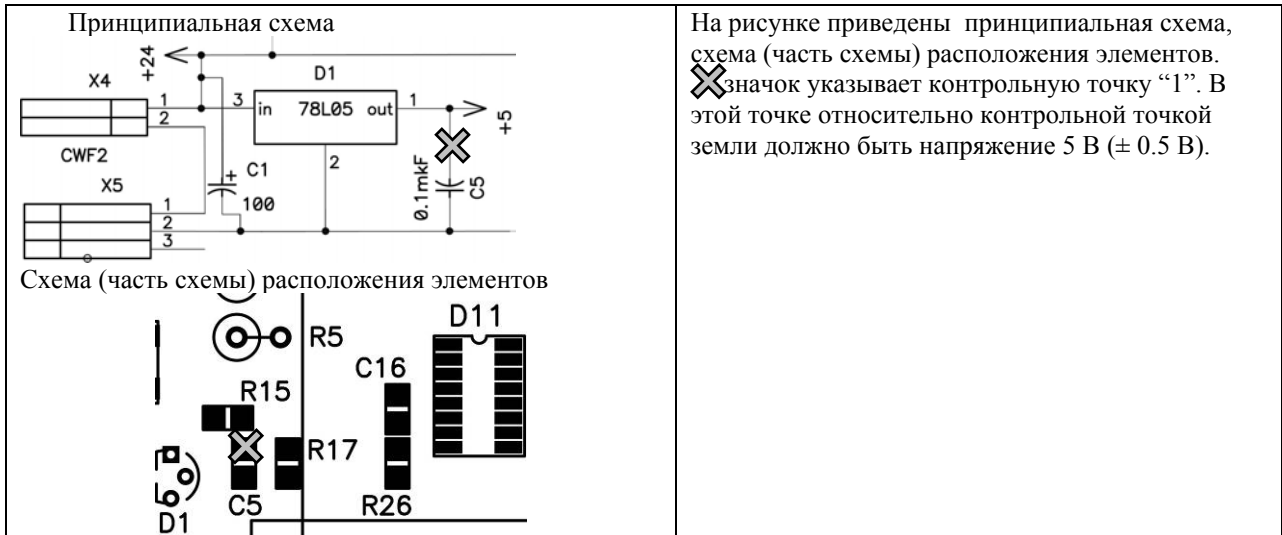 Принципиальная схема
+24
X4
1
2
CWF2
X5
1
2
3
C1
+
100
D1
3
in
78L05
out
1
2
+5
0.1mkF
C5
Схема (часть схемы) расположения элементов
R5
D11
C16
R15
R17
C5
R26
D1
На рисунке приведены принципиальная схема,
схема (часть схемы) расположения элементов.
значок указывает контрольную точку “1”. В
этой точке относительно контрольной точкой
земли должно быть напряжение 5 В (± 0.5 В).